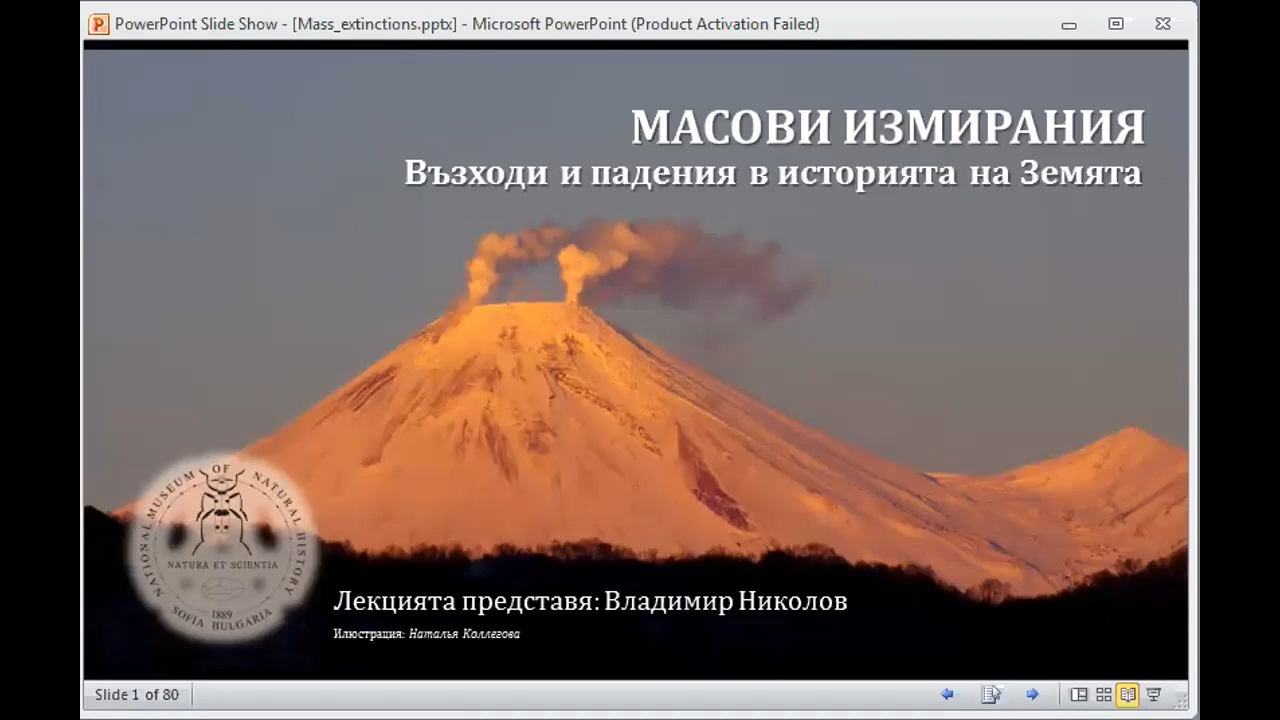 PowerPoint Slide Show - [Mass_extinctions.pptx] - Microsoft PowerPoint (Product Activation Failed)
МАСОВИ ИЗМИРАНИЯ
Възходи и падения в историята на Земята
NATIONAL MUSEUM OF NATURAL HISTORY
NATURA ET SCIENTIA
1889
SOFIA BULGARIA
Лекцията представя: Владимир Николов
Илюстрация: Наталья Коллегова
Slide 1 of 80